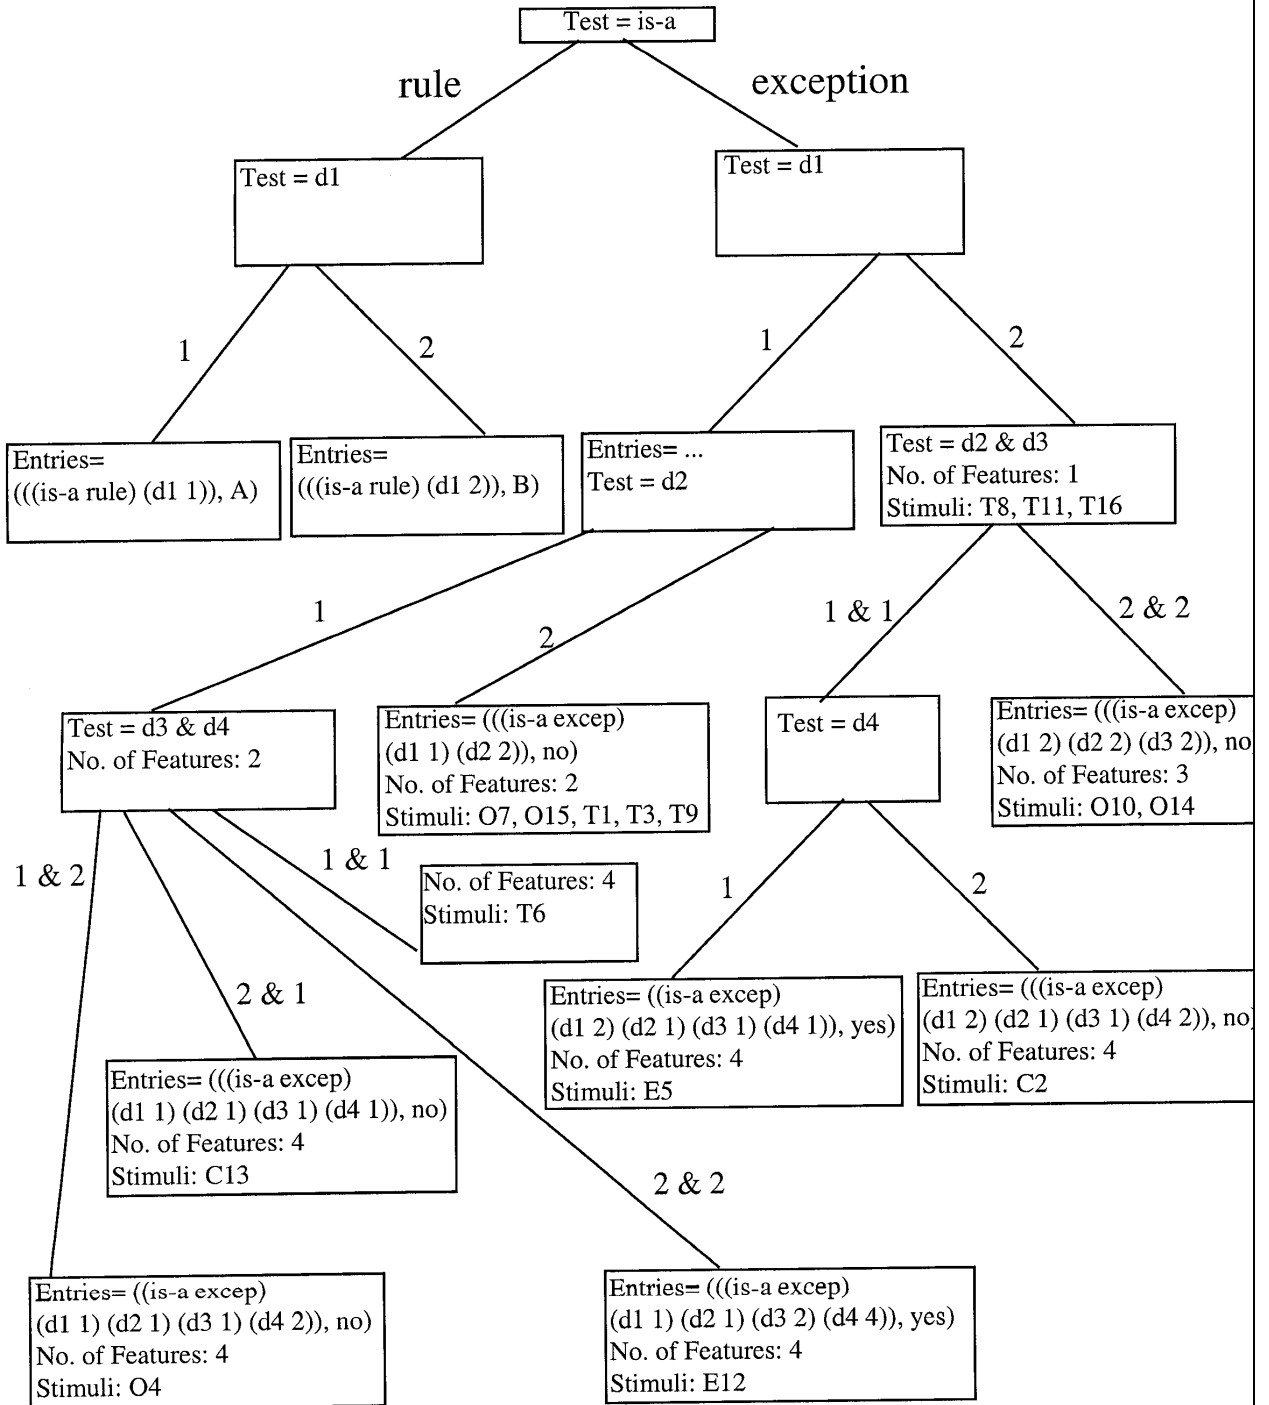 Test = is-a
rule
exception
Test = d1
Test = d1
1
2
1
2
Entries=
(((is-a rule) (d1 1)), A)
Entries=
(((is-a rule) (d1 2)), B)
Entries= ...
Test = d2
Test = d2 & d3
No. of Features: 1
Stimuli: T8, T11, T16
1
2
1 & 1
2 & 2
Test = d3 & d4
No. of Features: 2
Entries= (((is-a excep)
(d1 1) (d2 2)), no)
No. of Features: 2
Stimuli: O7, O15, T1, T3, T9
Test = d4
Entries= (((is-a excep)
(d1 2) (d2 2) (d3 2)), no
No. of Features: 3
Stimuli: O10, O14
1 & 2
1 & 1
No. of Features: 4
Stimuli: T6
1
2
2 & 1
Entries= ((is-a excep)
(d1 2) (d2 1) (d3 1) (d4 1)), yes)
No. of Features: 4
Stimuli: E5
Entries= (((is-a excep)
(d1 2) (d2 1) (d3 1) (d4 2)), no)
No. of Features: 4
Stimuli: C2
Entries= (((is-a excep)
(d1 1) (d2 1) (d3 1) (d4 1)), no)
No. of Features: 4
Stimuli: C13
2 & 2
Entries= ((is-a excep)
(d1 1) (d2 1) (d3 1) (d4 2)), no)
No. of Features: 4
Stimuli: O4
Entries= (((is-a excep)
(d1 1) (d2 1) (d3 2) (d4 4)), yes)
No. of Features: 4
Stimuli: E12